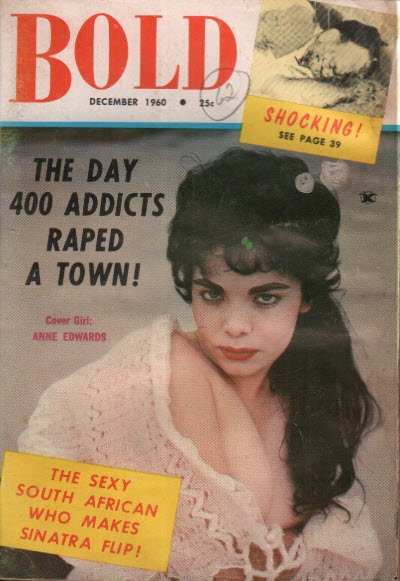 BOLD
DECEMBER 1960 • 25c
62
SHOCKING!
SEE PAGE 39
THE DAY
400 ADDICTS
RAPED
A TOWN!
K
Cover Girl:
ANNE EDWARDS
THE SEXY
SOUTH AFRICAN
WHO MAKES
SINATRA FLIP!